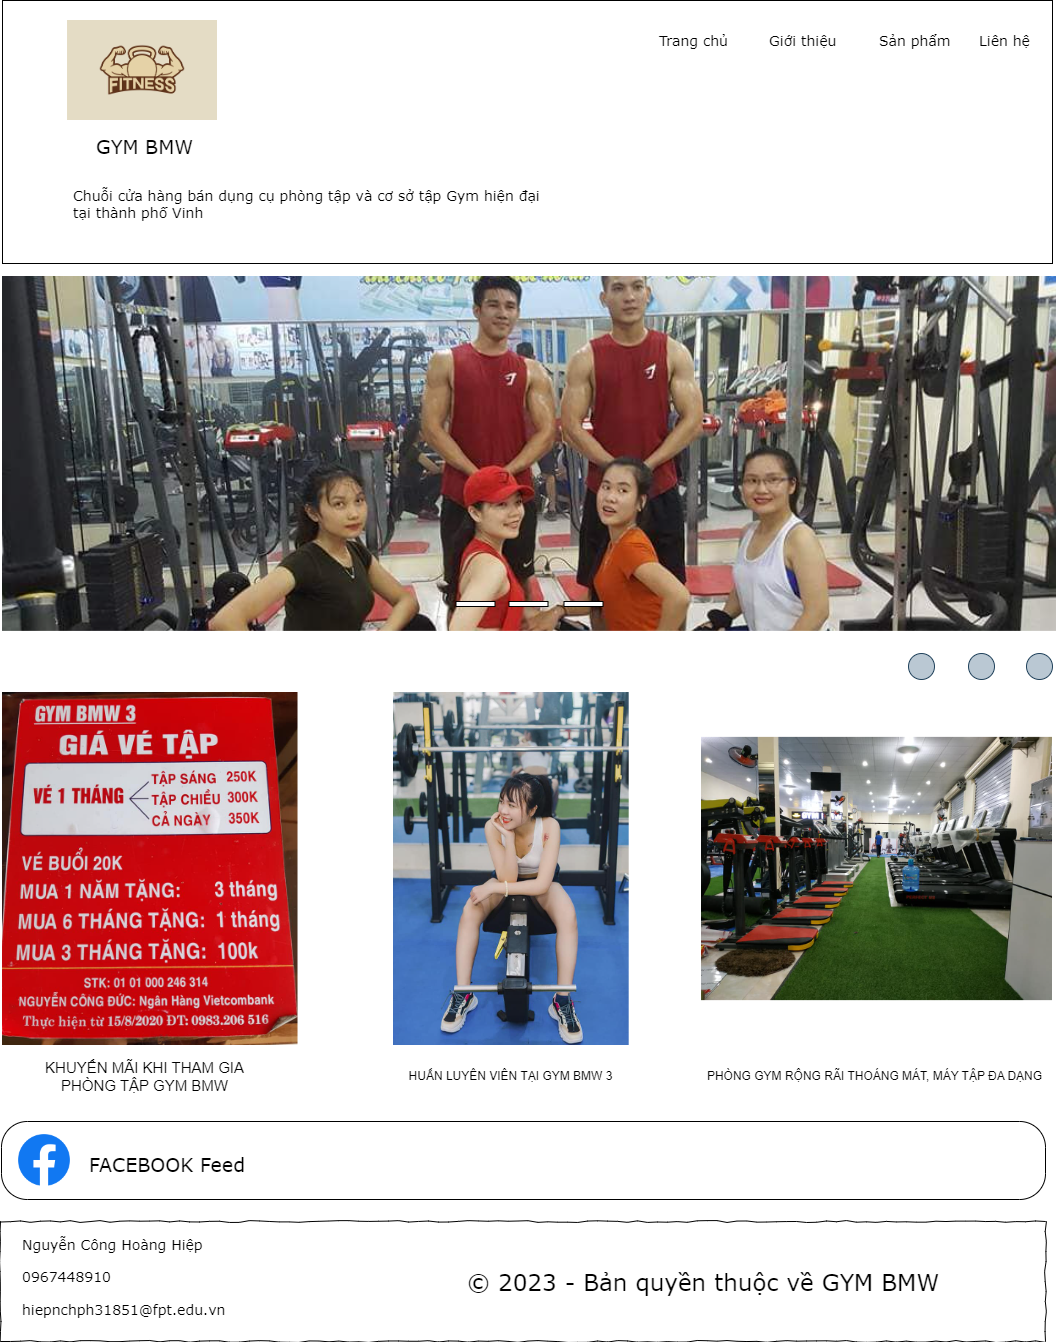 FITNESS
GYM BMW
Trang chủ
Giới thiệu
Sản phẩm
Liên hệ
Chuỗi cửa hàng bán dụng cụ phòng tập và cơ sở tập Gym hiện đại
tại thành phố Vinh
GYM BMW 3
GIÁ VÉ TẬP
VÉ 1 THÁNG
TẬP SÁNG 250K
TẬP CHIỀU 300K
CẢ NGÀY 350K
VÉ BUỔI 20K
MUA 1 NĂM TẶNG: 3 tháng
MUA 6 THÁNG TẶNG: 1 tháng
MUA 3 THÁNG TẶNG: 100k
STK: 01 01 000 246 314
NGUYỄN CÔNG ĐỨC: Ngân Hàng Vietcombank
Thực hiện từ 15/8/2020 ĐT: 0983.206 516
KHUYẾN MÃI KHI THAM GIA
PHÒNG TẬP GYM BMW
HUẤN LUYỆN VIÊN TẠI GYM BMW 3
PHÒNG GYM RỘNG RÃI THOÁNG MÁT, MÁY TẬP ĐA DẠNG
FACEBOOK Feed
Nguyễn Công Hoàng Hiệp
0967448910
hiepnchph31851@fpt.edu.vn
© 2023 - Bản quyền thuộc về GYM BMW